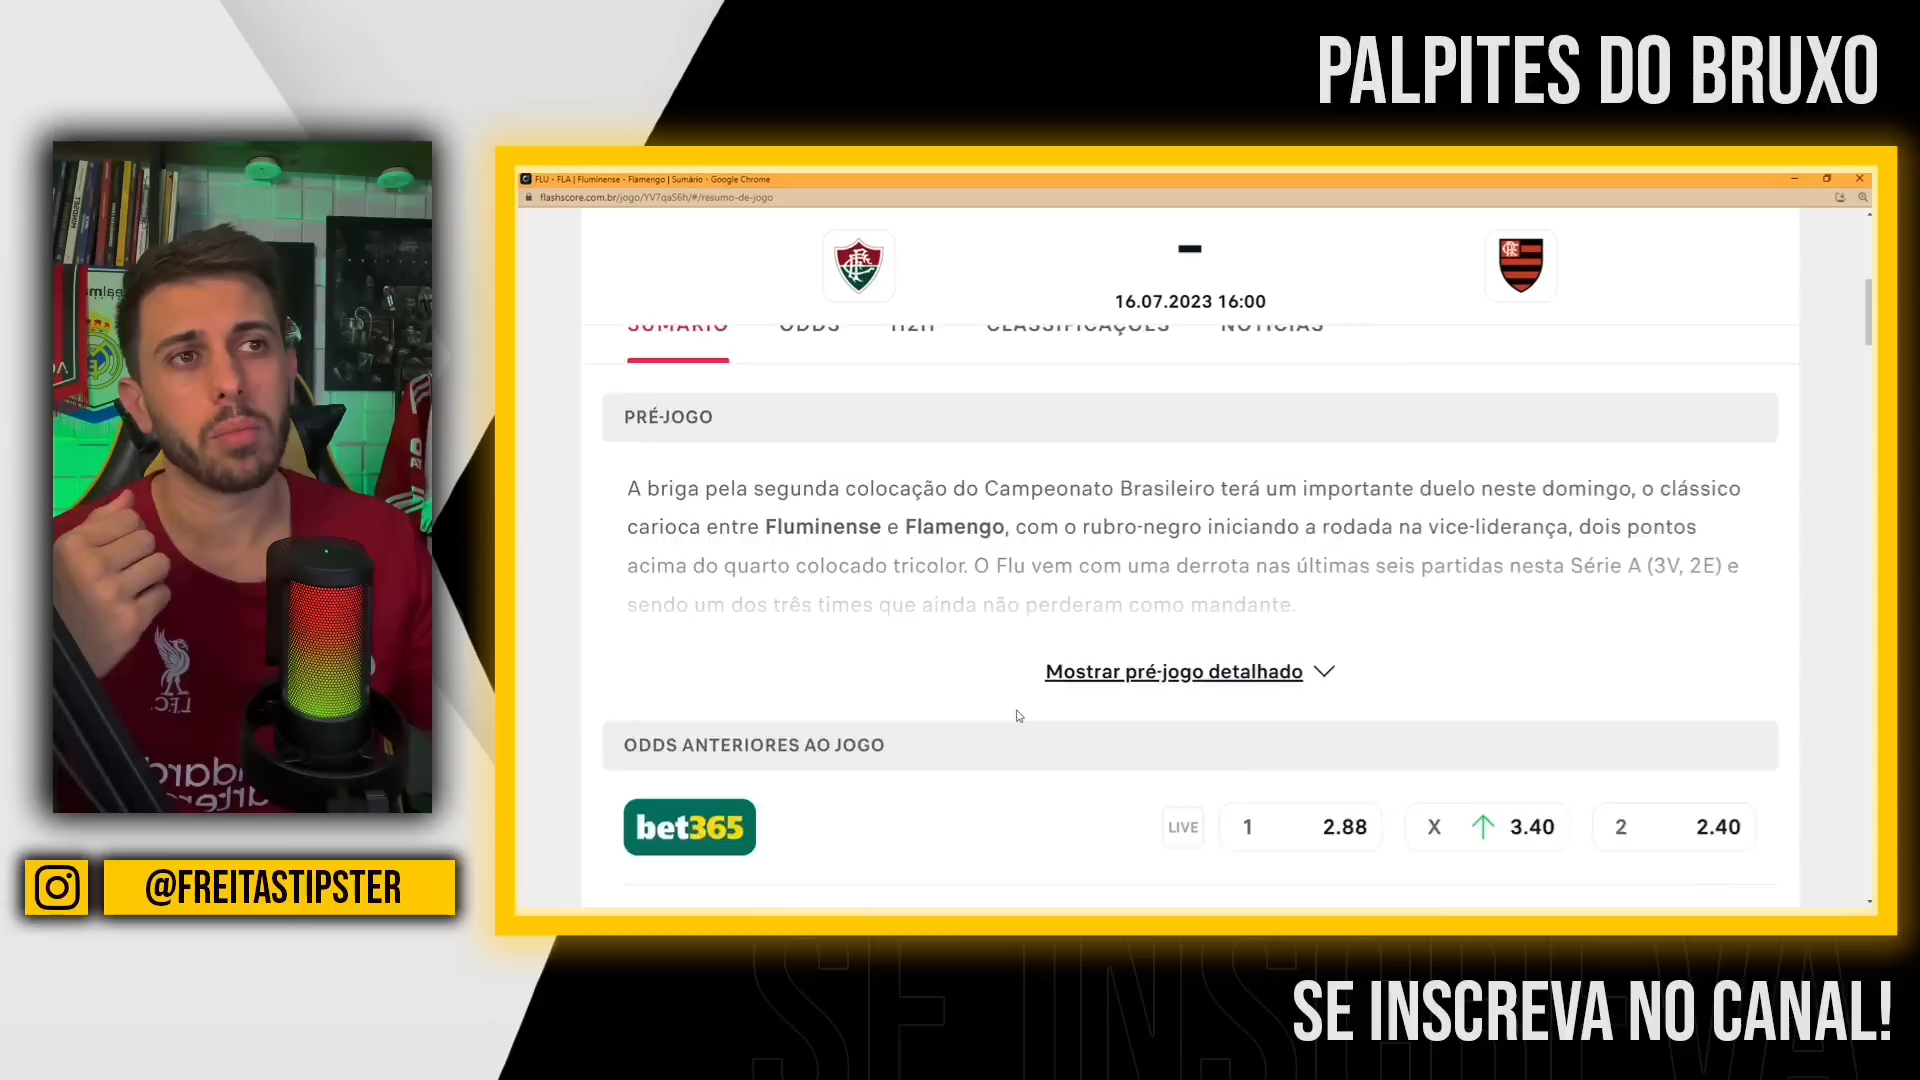 PALPITES DO BRUXO
FLU - FLA | Fluminense - Flamengo | Sumário - Google Chrome
flashscore.com.br/jogo/YV7qaS6h/#/resumo-de-jogo
16.07.2023 16:00
SUMÁRIO ODDS H2H CLASSIFICAÇÕES NOTÍCIAS
PRÉ-JOGO
A briga pela segunda colocação do Campeonato Brasileiro terá um importante duelo neste domingo, o clássico
carioca entre Fluminense e Flamengo, com o rubro-negro iniciando a rodada na vice-liderança, dois pontos
acima do quarto colocado tricolor. O Flu vem com uma derrota nas últimas seis partidas nesta Série A (3V, 2E) e
sendo um dos três times que ainda não perderam como mandante.
Mostrar pré-jogo detalhado
ODDS ANTERIORES AO JOGO
bet365 LIVE 1 2.88 X 3.40 2 2.40
L.F.C.
@FREITASTIPSTER
SE INSCREVA NO CANAL!